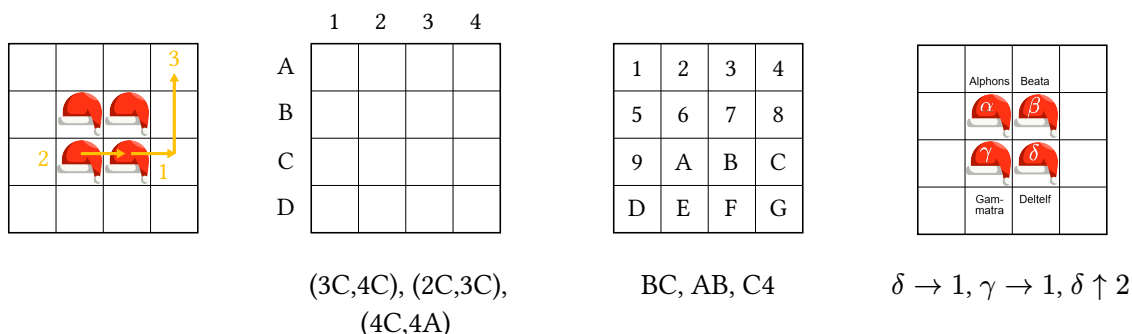 1 2 3 4
3
2
1
A
B
C
D
1 2 3 4
5 6 7 8
9 A B C
D E F G
Alphons Beata
α β
γ δ
Gam-
matra
Deltelf
(3C,4C), (2C,3C),
(4C,4A)
BC, AB, C4
δ → 1, γ → 1, δ ↑ 2